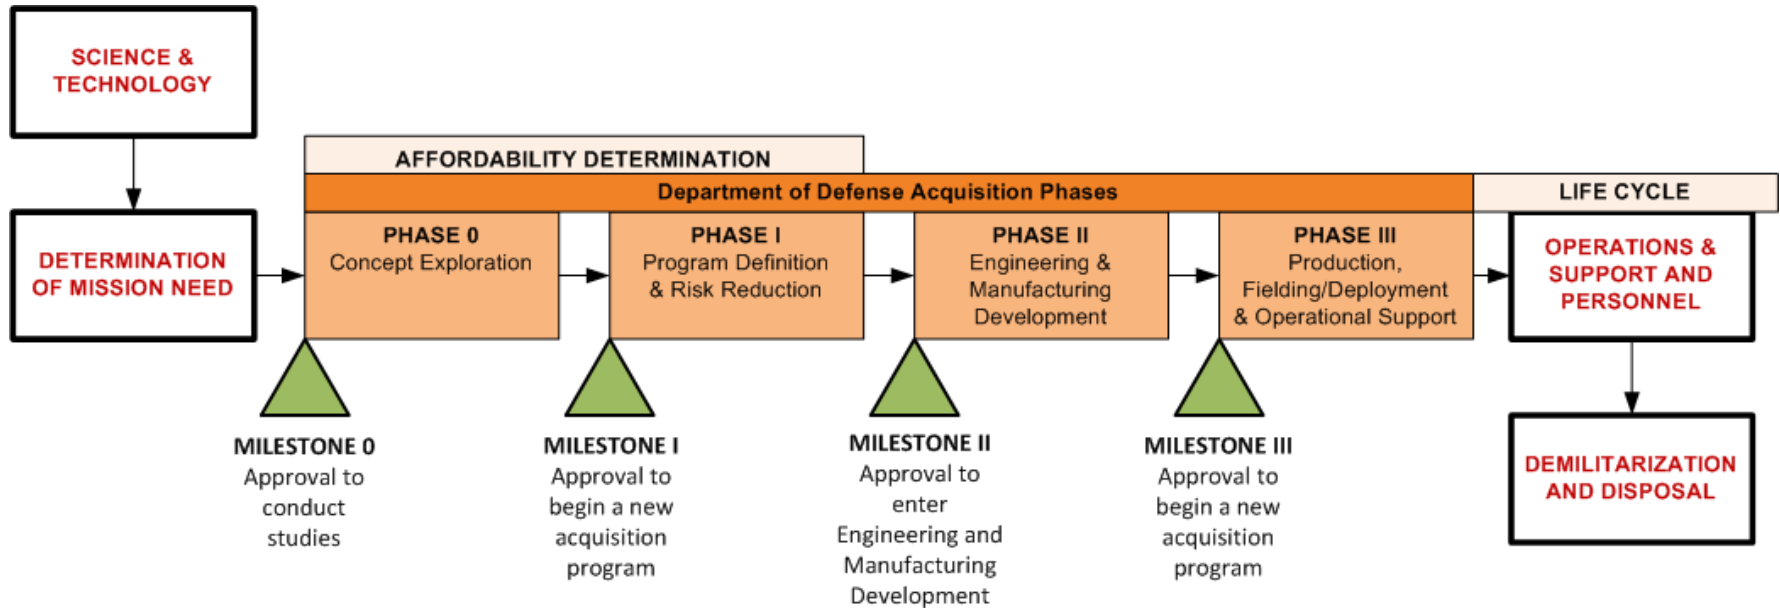 SCIENCE &
TECHNOLOGY
AFFORDABILITY DETERMINATION
Department of Defense Acquisition Phases
LIFE CYCLE
DETERMINATION
OF MISSION NEED
PHASE 0
Concept Exploration
PHASE I
Program Definition
& Risk Reduction
PHASE II
Engineering &
Manufacturing
Development
PHASE III
Production,
Fielding/Deployment
& Operational Support
OPERATIONS &
SUPPORT AND
PERSONNEL
MILESTONE 0
Approval to
conduct
studies
MILESTONE I
Approval to
begin a new
acquisition
program
MILESTONE II
Approval to
enter
Engineering and
Manufacturing
Development
MILESTONE III
Approval to
begin a new
acquisition
program
DEMILITARIZATION
AND DISPOSAL